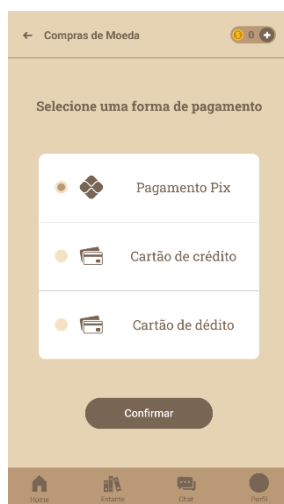 Compras de Moeda
0
Selecione uma forma de pagamento
Pagamento Pix
Cartão de crédito
Cartão de dédito
Confirmar
Home Estante Chat Perfil